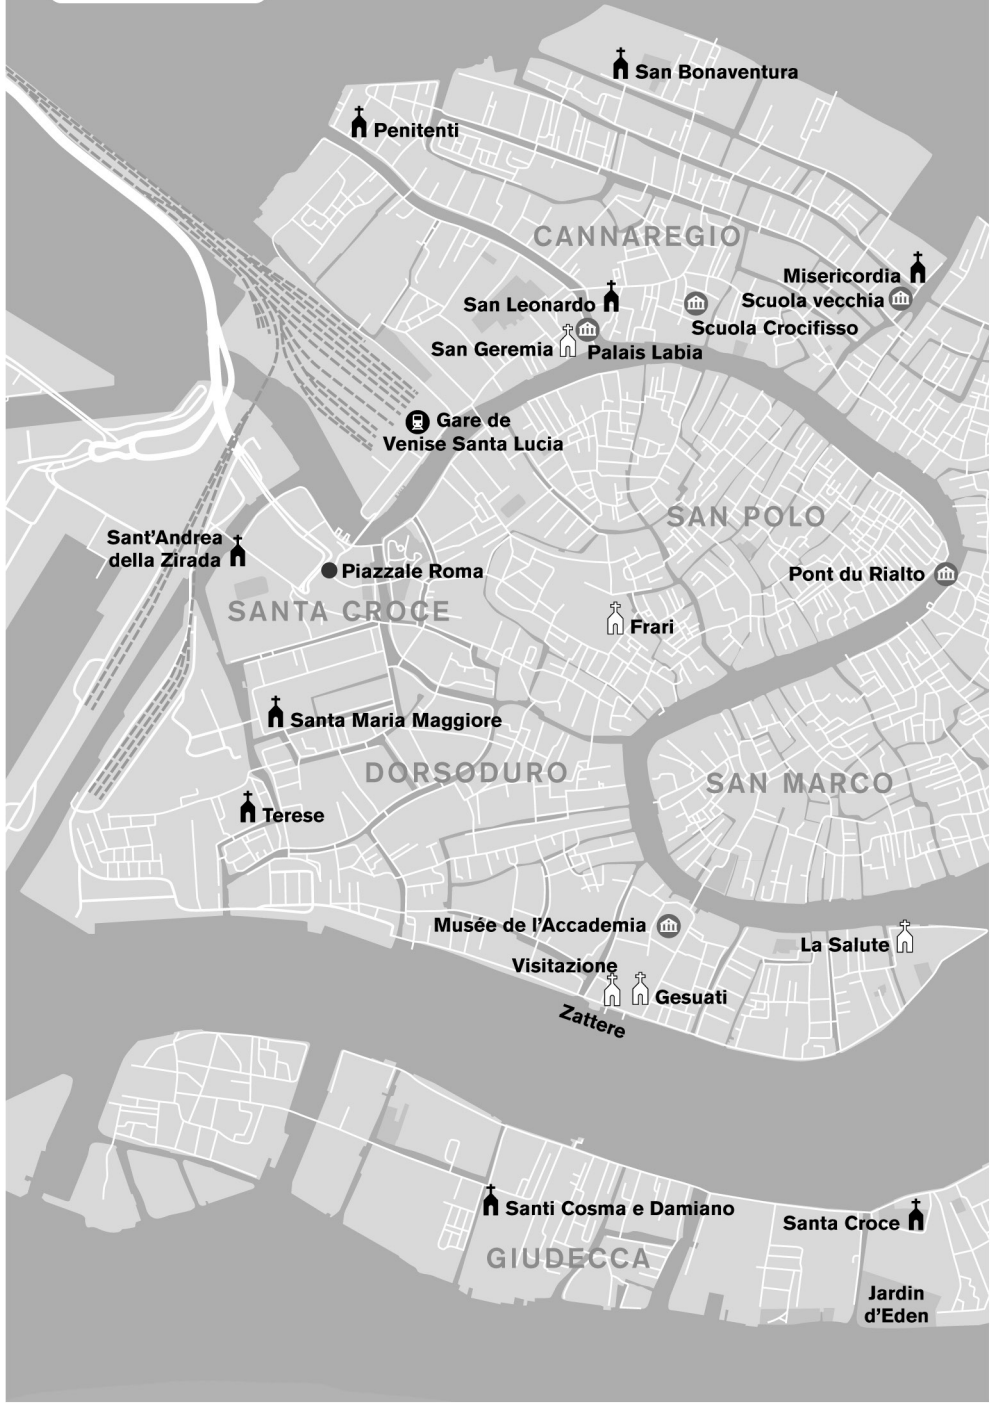 San Bonaventura
Penitenti
CANNAREGIO
Misericordia
Scuola vecchia
San Leonardo
Scuola Crocifisso
San Geremia
Palais Labia
Gare de
Venise Santa Lucia
SAN POLO
Sant'Andrea
della Zirada
Piazzale Roma
Pont du Rialto
SANTA CROCE
Frari
Santa Maria Maggiore
DORSODURO
SAN MARCO
Terese
Musée de l'Accademia
La Salute
Visitazione
Gesuati
Zattere
Santi Cosma e Damiano
Santa Croce
GIUDECCA
Jardin
d'Eden